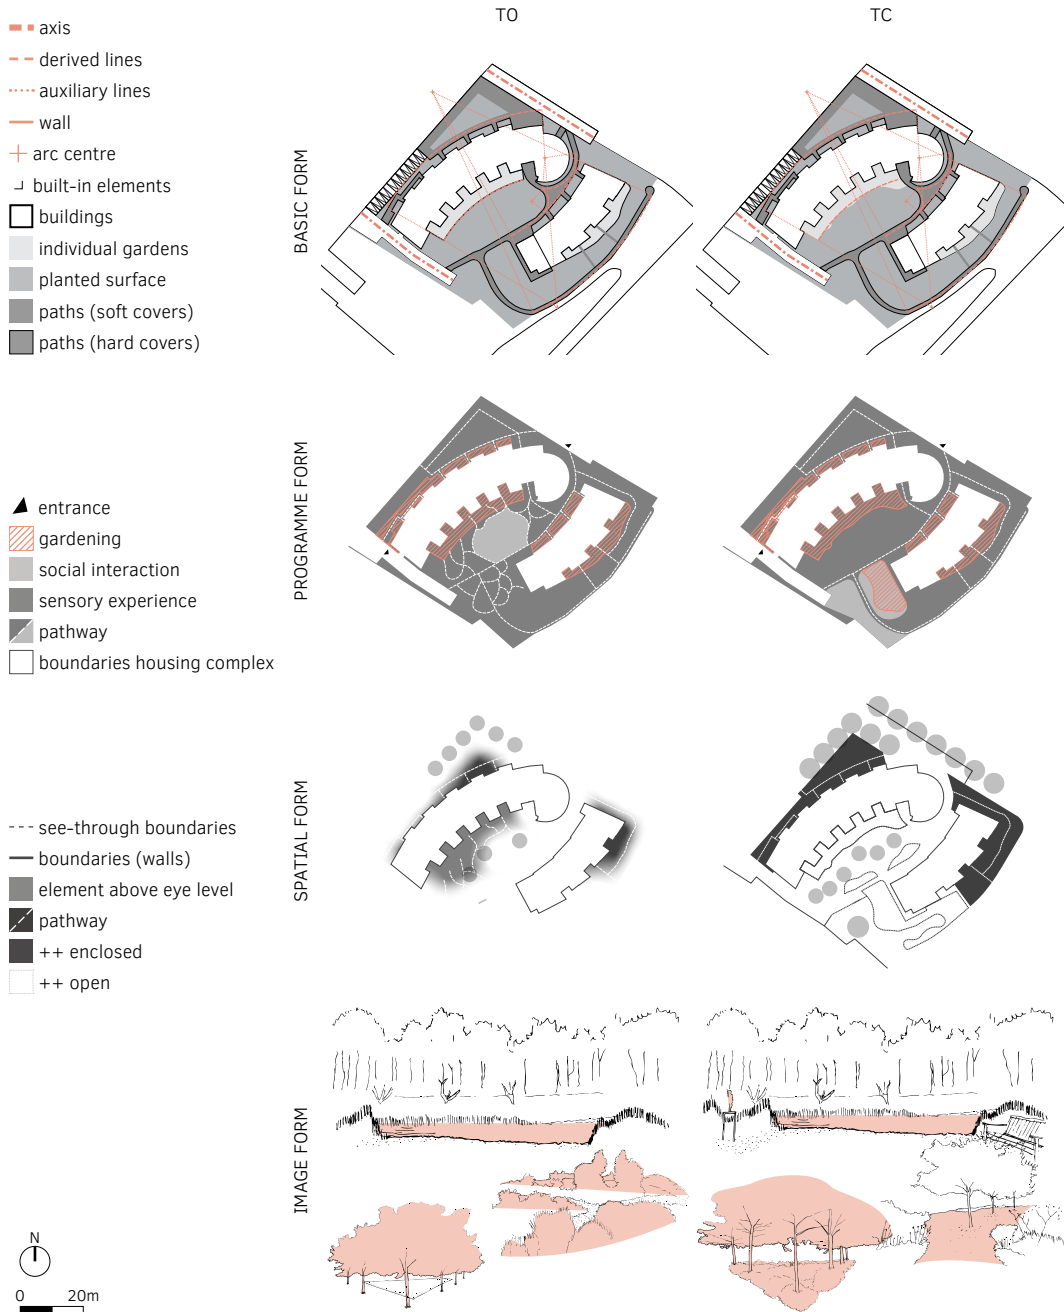 TO
TC
axis
derived lines
auxiliary lines
wall
arc centre
built-in elements
buildings
individual gardens
planted surface
paths (soft covers)
paths (hard covers)
BASIC FORM
entrance
gardening
social interaction
sensory experience
pathway
boundaries housing complex
PROGRAMME FORM
see-through boundaries
boundaries (walls)
element above eye level
pathway
++ enclosed
++ open
SPATIAL FORM
IMAGE FORM
N
0 20m